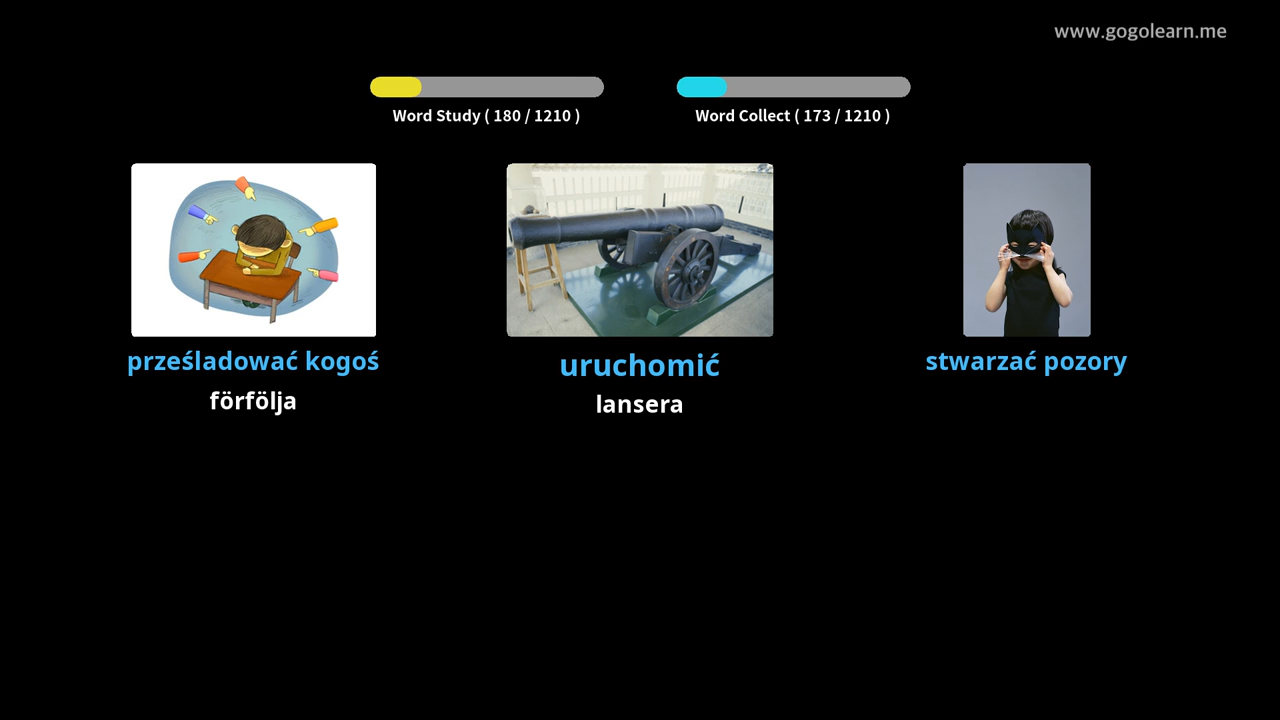 www.gogolearn.me
Word Study ( 180 / 1210 )
Word Collect ( 173 / 1210 )
prześladować kogoś
förfölja
uruchomić
lansera
stwarzać pozory